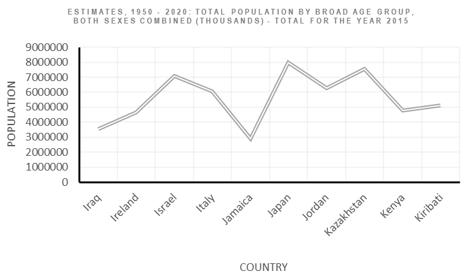 ESTIMATES, 1950 - 2020: TOTAL POPULATION BY BROAD AGE GROUP,
BOTH SEXES COMBINED (THOUSANDS) - TOTAL FOR THE YEAR 2015
POPULATION
9000000
8000000
7000000
6000000
5000000
4000000
3000000
2000000
1000000
0
Iraq
Ireland
Israel
Italy
Jamaica
Japan
Jordan
Kazakhstan
Kenya
Kiribati
COUNTRY